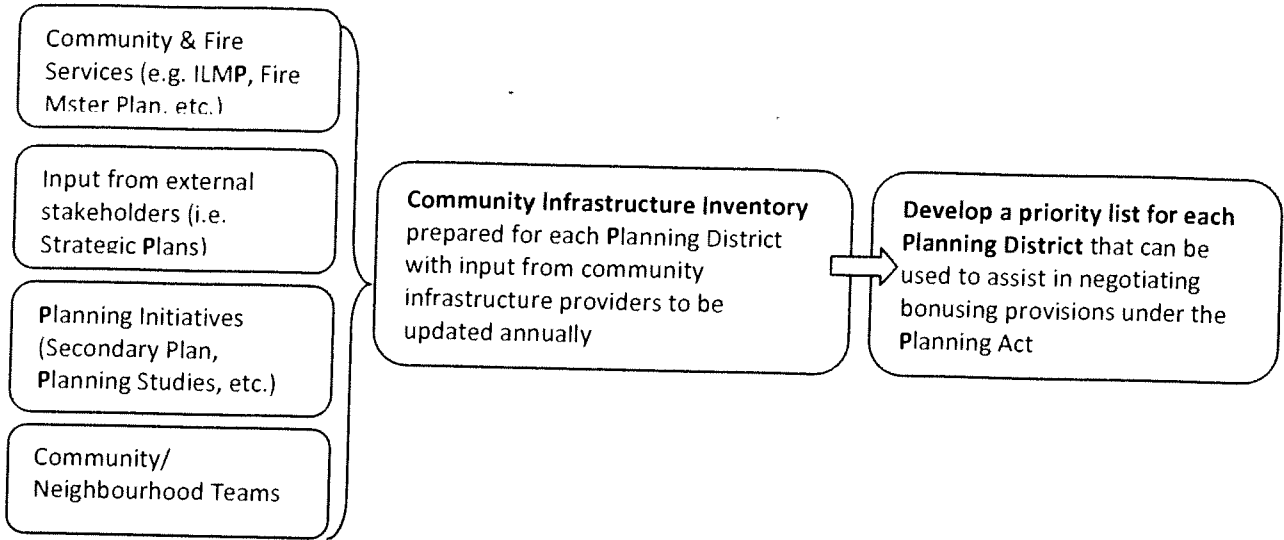 Community & Fire
Services (e.g. ILMP, Fire
Mster Plan. etc.)
Input from external
stakeholders (i.e.
Strategic Plans)
Planning Initiatives
(Secondary Plan,
Planning Studies, etc.)
Community/
Neighbourhood Teams
Community Infrastructure Inventory
prepared for each Planning District
with input from community
infrastructure providers to be
updated annually
Develop a priority list for each
Planning District that can be
used to assist in negotiating
bonusing provisions under the
Planning Act